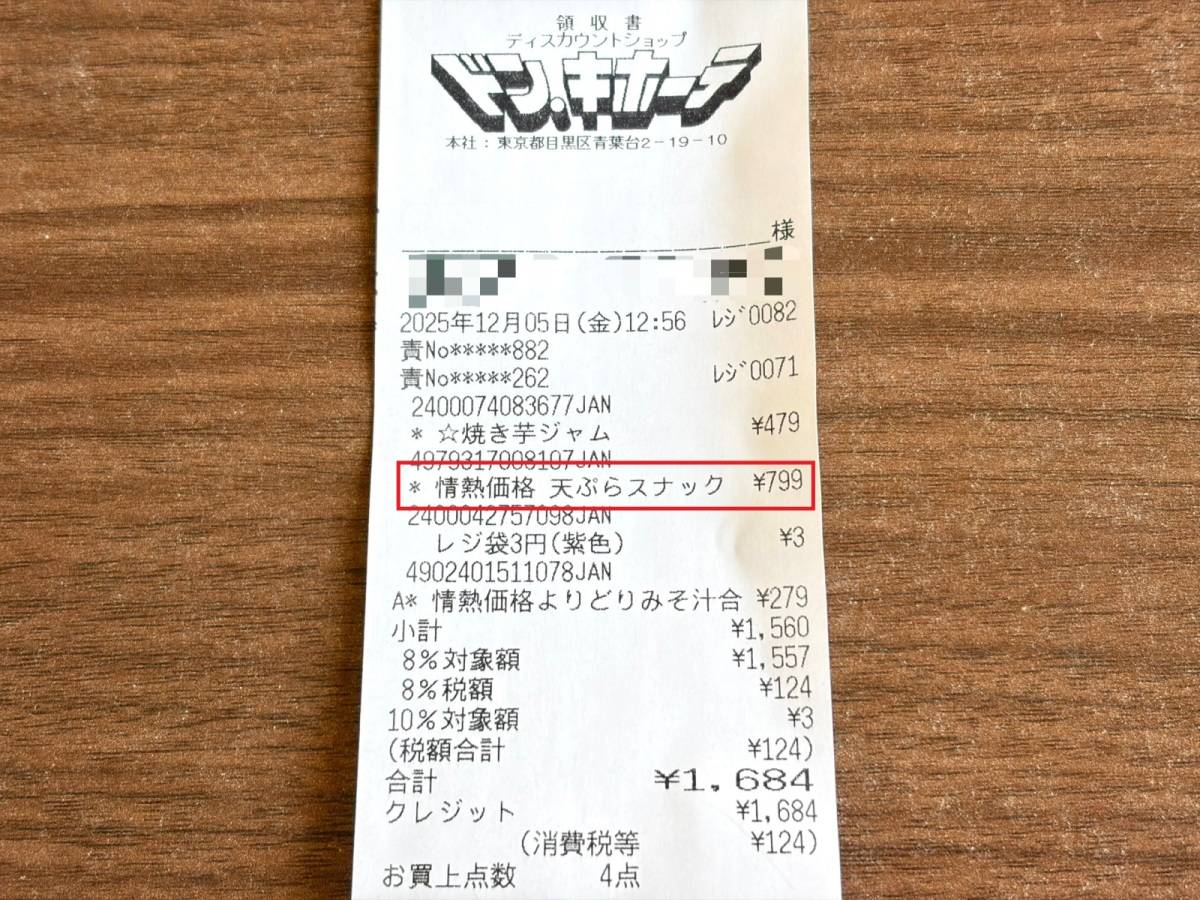 領収書
ディスカウントショップ
ドン.キホーテ
本社:東京都目黒区青葉台2-19-10
様
2025年12月05日(金)12:56 ﾚｼﾞ0082
責No*****882
責No*****262 ﾚｼﾞ0071
2400074083677JAN
* ☆焼き芋ジャム ¥479
4979317008107JAN
* 情熱価格 天ぷらスナック ¥799
2400042757098JAN
レジ袋3円(紫色) ¥3
4902401511078JAN
A* 情熱価格よりどりみそ汁合 ¥279
小計 ¥1,560
8%対象額 ¥1,557
8%税額 ¥124
10%対象額 ¥3
(税額合計 ¥124)
合計 ¥1,684
クレジット ¥1,684
(消費税等 ¥124)
お買上点数 4点